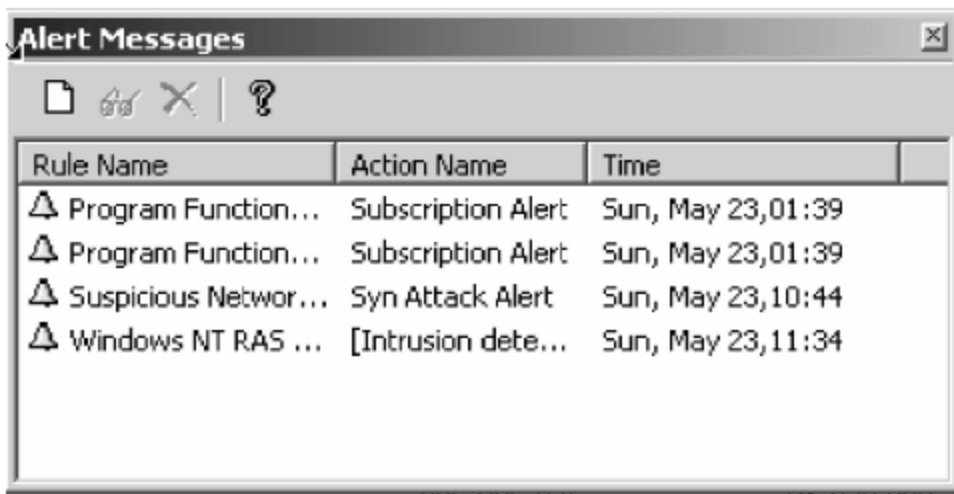 Alert Messages
Rule Name Action Name Time
Program Function... Subscription Alert Sun, May 23,01:39
Program Function... Subscription Alert Sun, May 23,01:39
Suspicious Networ... Syn Attack Alert Sun, May 23,10:44
Windows NT RAS ... [Intrusion dete... Sun, May 23,11:34